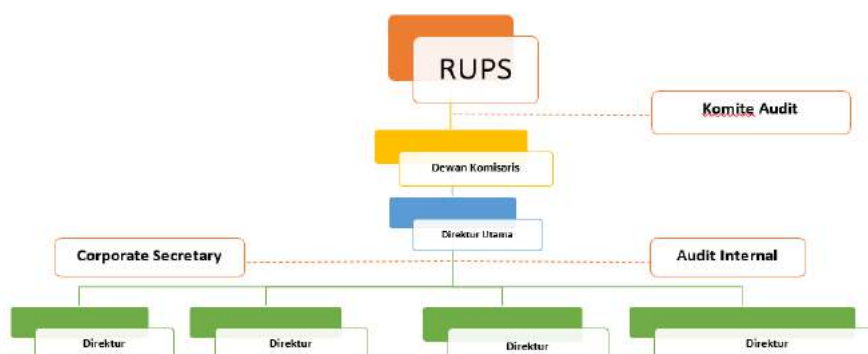 RUPS
Komite Audit
Dewan Komisaris
Direktur Utama
Corporate Secretary
Audit Internal
Direktur
Direktur
Direktur
Direktur